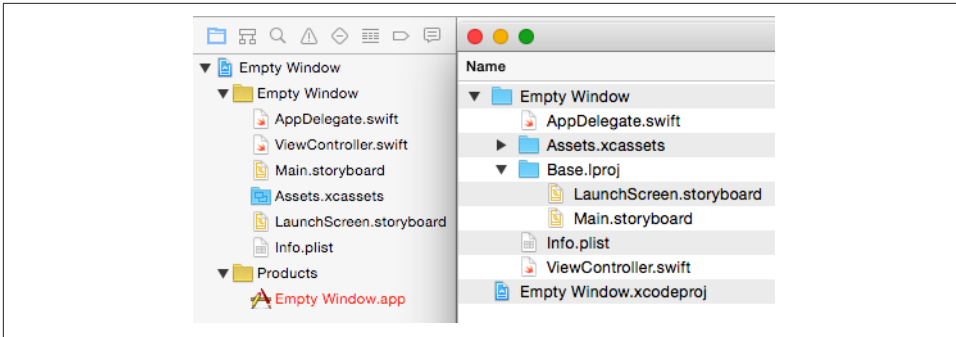 Empty Window
Empty Window
AppDelegate.swift
ViewController.swift
Main.storyboard
Assets.xcassets
LaunchScreen.storyboard
Info.plist
Products
Empty Window.app
Name
Empty Window
AppDelegate.swift
Assets.xcassets
Base.lproj
LaunchScreen.storyboard
Main.storyboard
Info.plist
ViewController.swift
Empty Window.xcodeproj